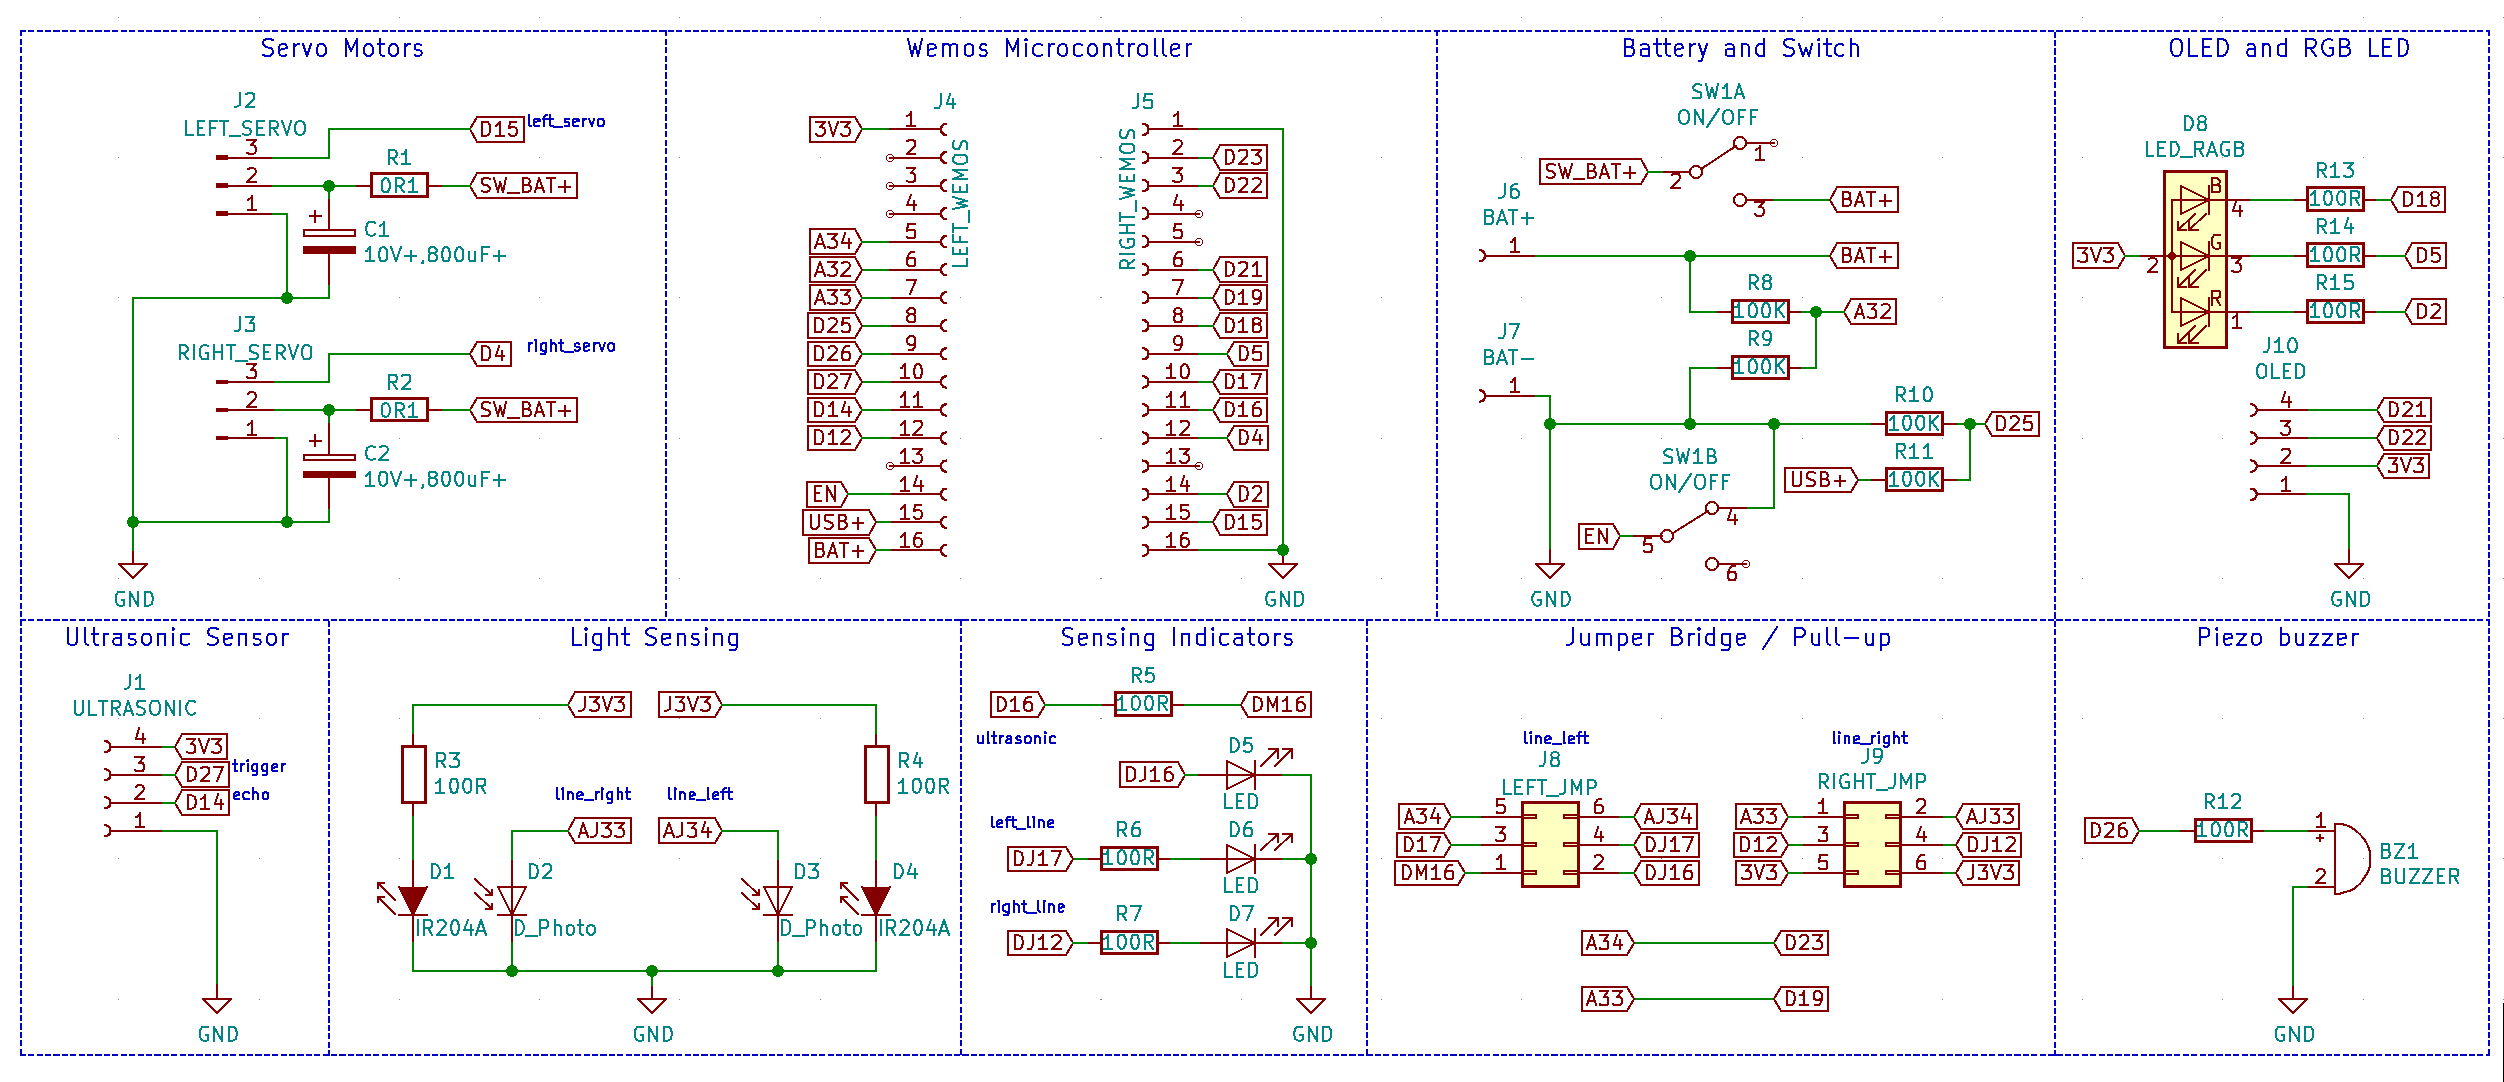 Servo Motors
J2
LEFT_SERVO
3
2
1
D15
left_servo
R1
0R1
SW_BAT+
+
C1
10V+,800uF+
J3
RIGHT_SERVO
3
2
1
D4
right_servo
R2
0R1
SW_BAT+
+
C2
10V+,800uF+
GND
Wemos Microcontroller
J4
LEFT_WEMOS
3V3 1
2
3
4
A34 5
A32 6
A33 7
D25 8
D26 9
D27 10
D14 11
D12 12
13
EN 14
USB+ 15
BAT+ 16
J5
RIGHT_WEMOS
1
2 D23
3 D22
4
5
6 D21
7 D19
8 D18
9 D5
10 D17
11 D16
12 D4
13
14 D2
15 D15
16
GND
Battery and Switch
SW1A
ON/OFF
SW_BAT+ 2
1
3 BAT+
J6
BAT+
1
BAT+
R8
100K
A32
R9
100K
J7
BAT-
1
R10
100K
D25
R11
USB+ 100K
SW1B
ON/OFF
4
EN 5
6
GND
OLED and RGB LED
D8
LED_RAGB
3V3 2
B 4
G 3
R 1
R13
100R D18
R14
100R D5
R15
100R D2
J10
OLED
4 D21
3 D22
2 3V3
1
GND
Ultrasonic Sensor
J1
ULTRASONIC
4 3V3
3 D27 trigger
2 D14 echo
1
GND
Light Sensing
J3V3 J3V3
R3
100R
R4
100R
line_right line_left
AJ33 AJ34
D1
IR204A
D2
D_Photo
D3
D_Photo
D4
IR204A
GND
Sensing Indicators
R5
D16 100R DM16
ultrasonic
D5
DJ16
LED
left_line
R6 D6
DJ17 100R
LED
right_line
R7 D7
DJ12 100R
LED
GND
Jumper Bridge / Pull-up
line_left
J8
LEFT_JMP
A34 5 6 AJ34
D17 3 4 DJ17
DM16 1 2 DJ16
line_right
J9
RIGHT_JMP
A33 1 2 AJ33
D12 3 4 DJ12
3V3 5 6 J3V3
A34 D23
A33 D19
Piezo buzzer
R12
D26 100R
1
+
2
BZ1
BUZZER
GND